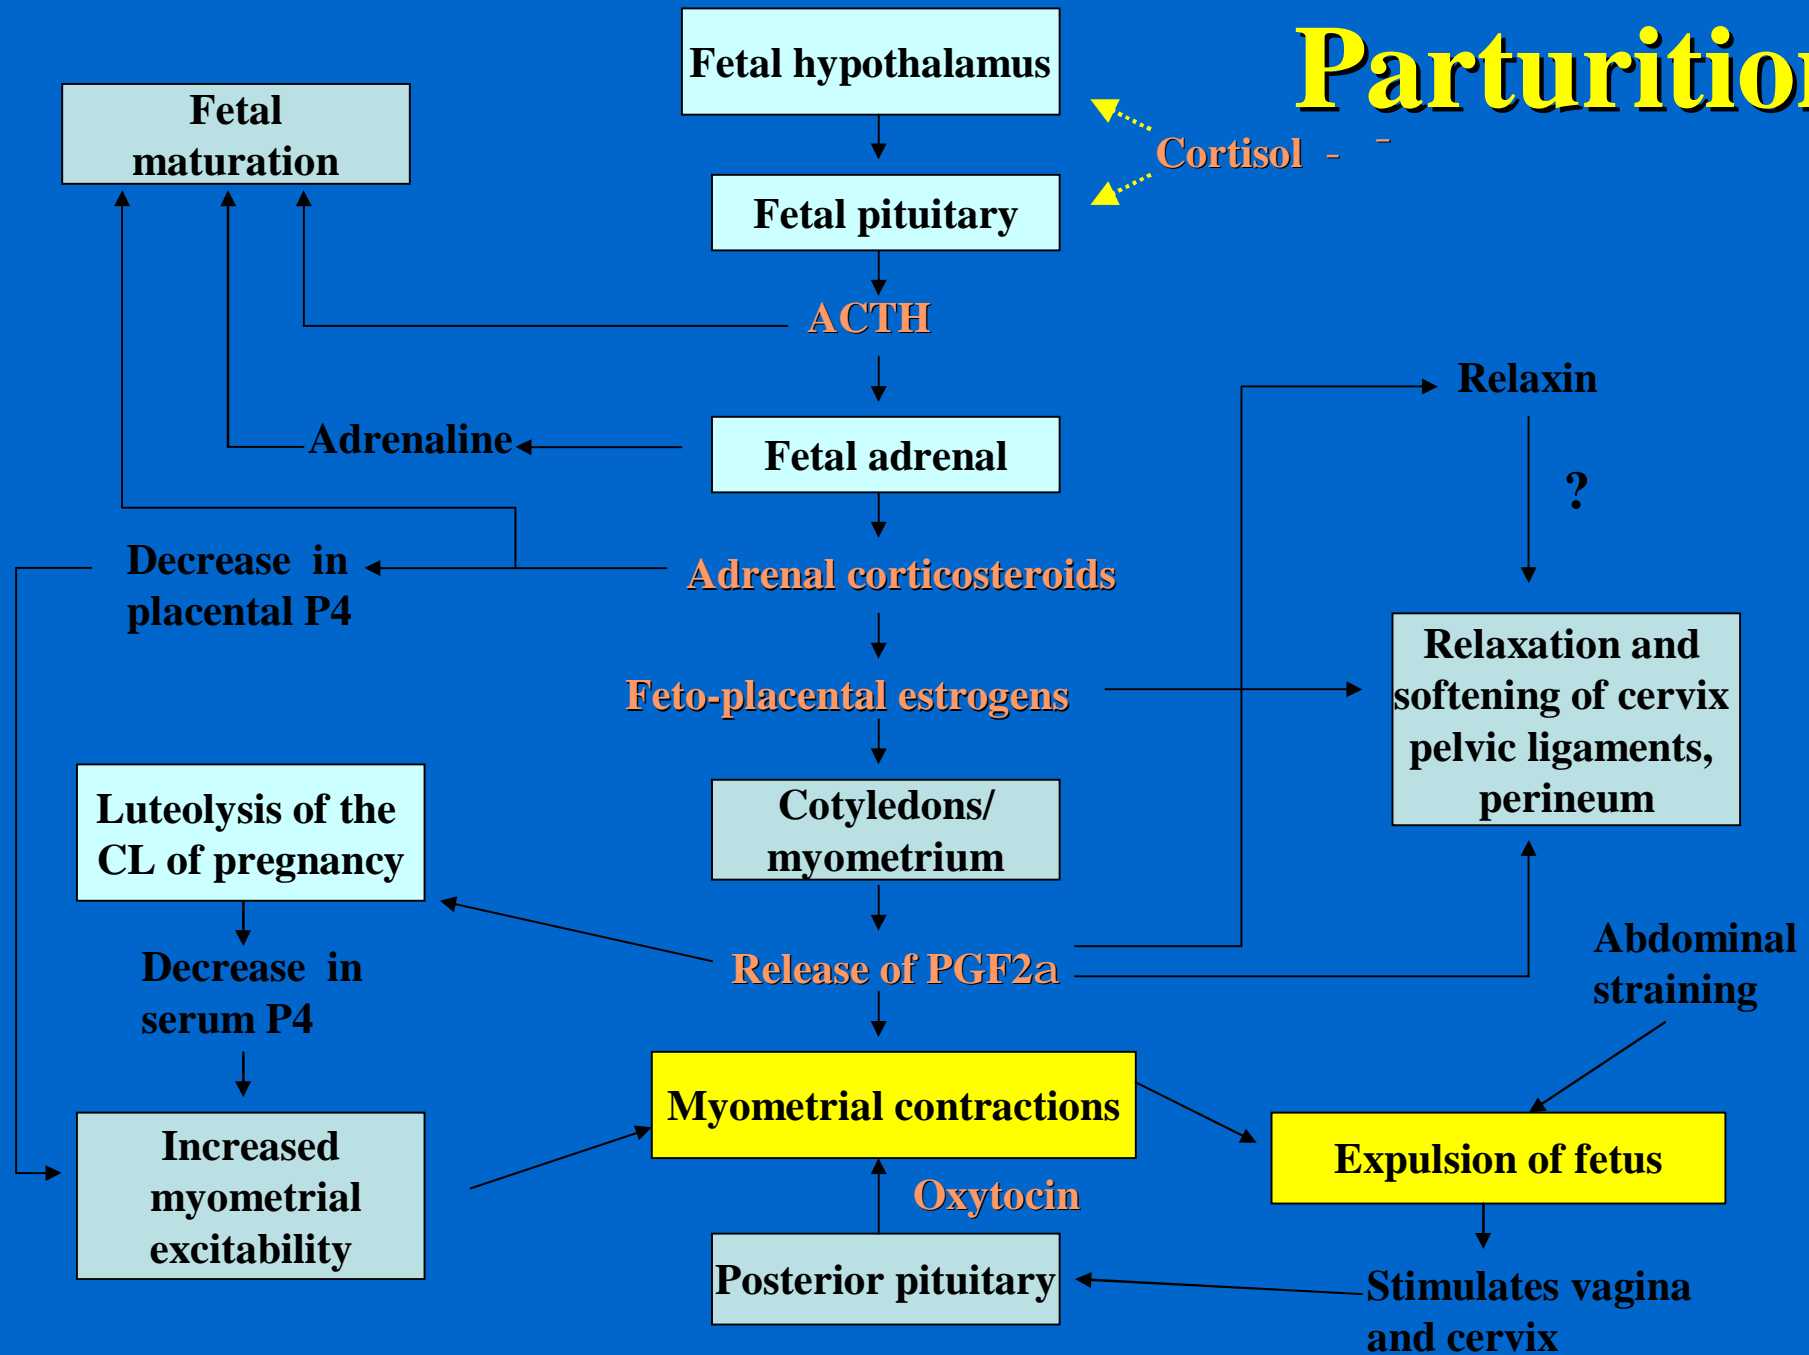 Parturition
Fetal hypothalamus
Fetal
maturation
Cortisol - -
Fetal pituitary
ACTH
Relaxin
Adrenaline
Fetal adrenal
?
Decrease in
placental P4
Adrenal corticosteroids
Relaxation and
softening of cervix
pelvic ligaments,
perineum
Feto-placental estrogens
Luteolysis of the
CL of pregnancy
Cotyledons/
myometrium
Abdominal
straining
Decrease in
serum P4
Release of PGF2a
Myometrial contractions
Increased
myometrial
excitability
Expulsion of fetus
Oxytocin
Posterior pituitary
Stimulates vagina
and cervix